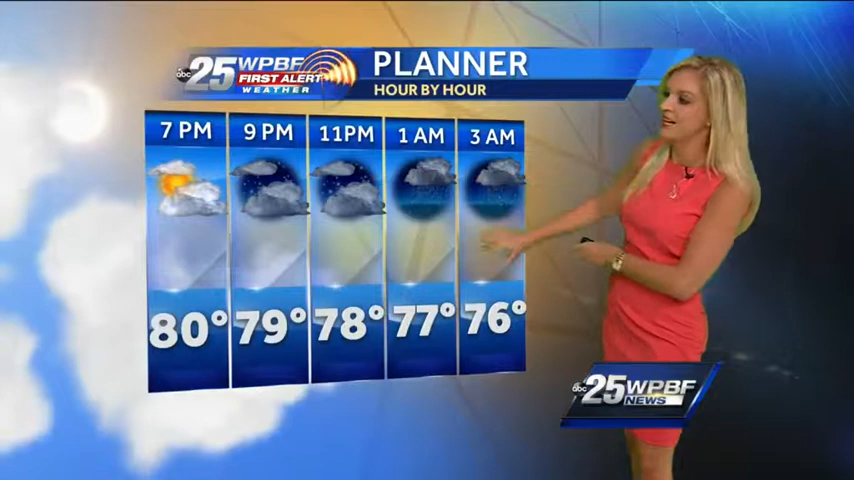 abc 25 WPBF
FIRST ALERT
WEATHER
PLANNER
HOUR BY HOUR
7 PM 9 PM 11PM 1 AM 3 AM
80° 79° 78° 77° 76°
abc 25 WPBF
NEWS